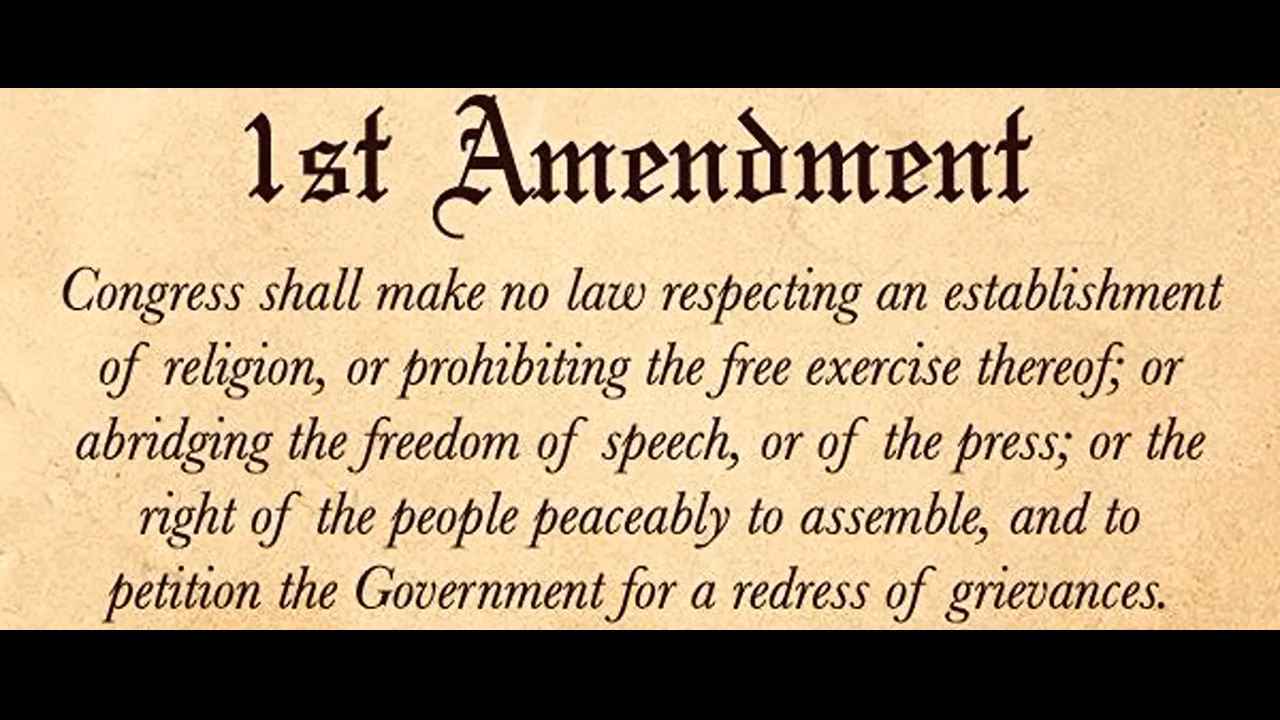 1st Amendment
Congress shall make no law respecting an establishment
of religion, or prohibiting the free exercise thereof; or
abridging the freedom of speech, or of the press; or the
right of the people peaceably to assemble, and to
petition the Government for a redress of grievances.